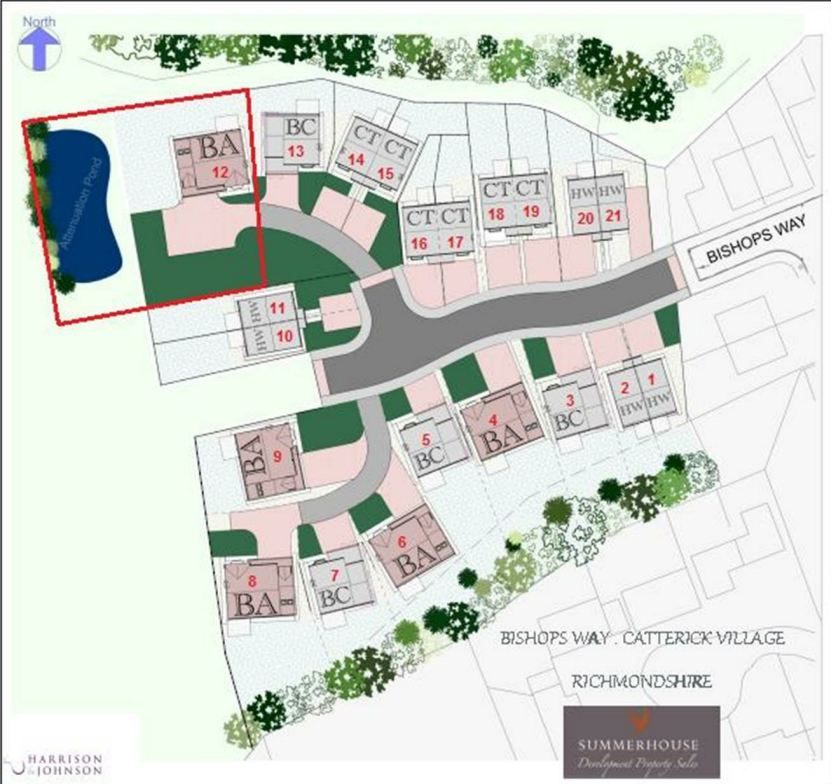 North
Attenuation Pond
BA
12
BC
13
CT CT
14
15
CT CT
16
17
CT CT
18
19
HW HW
20 21
BISHOPS WAY
11
HW
HW
10
1
2
HW HW
3
BC
4
BA
5
BC
6
BA
7
BC
8
BA
9
BA
BISHOPS WAY . CATTERICK VILLAGE
RICHMONDSHIRE
HARRISON
& JOHNSON
SUMMERHOUSE
Development Property Sales